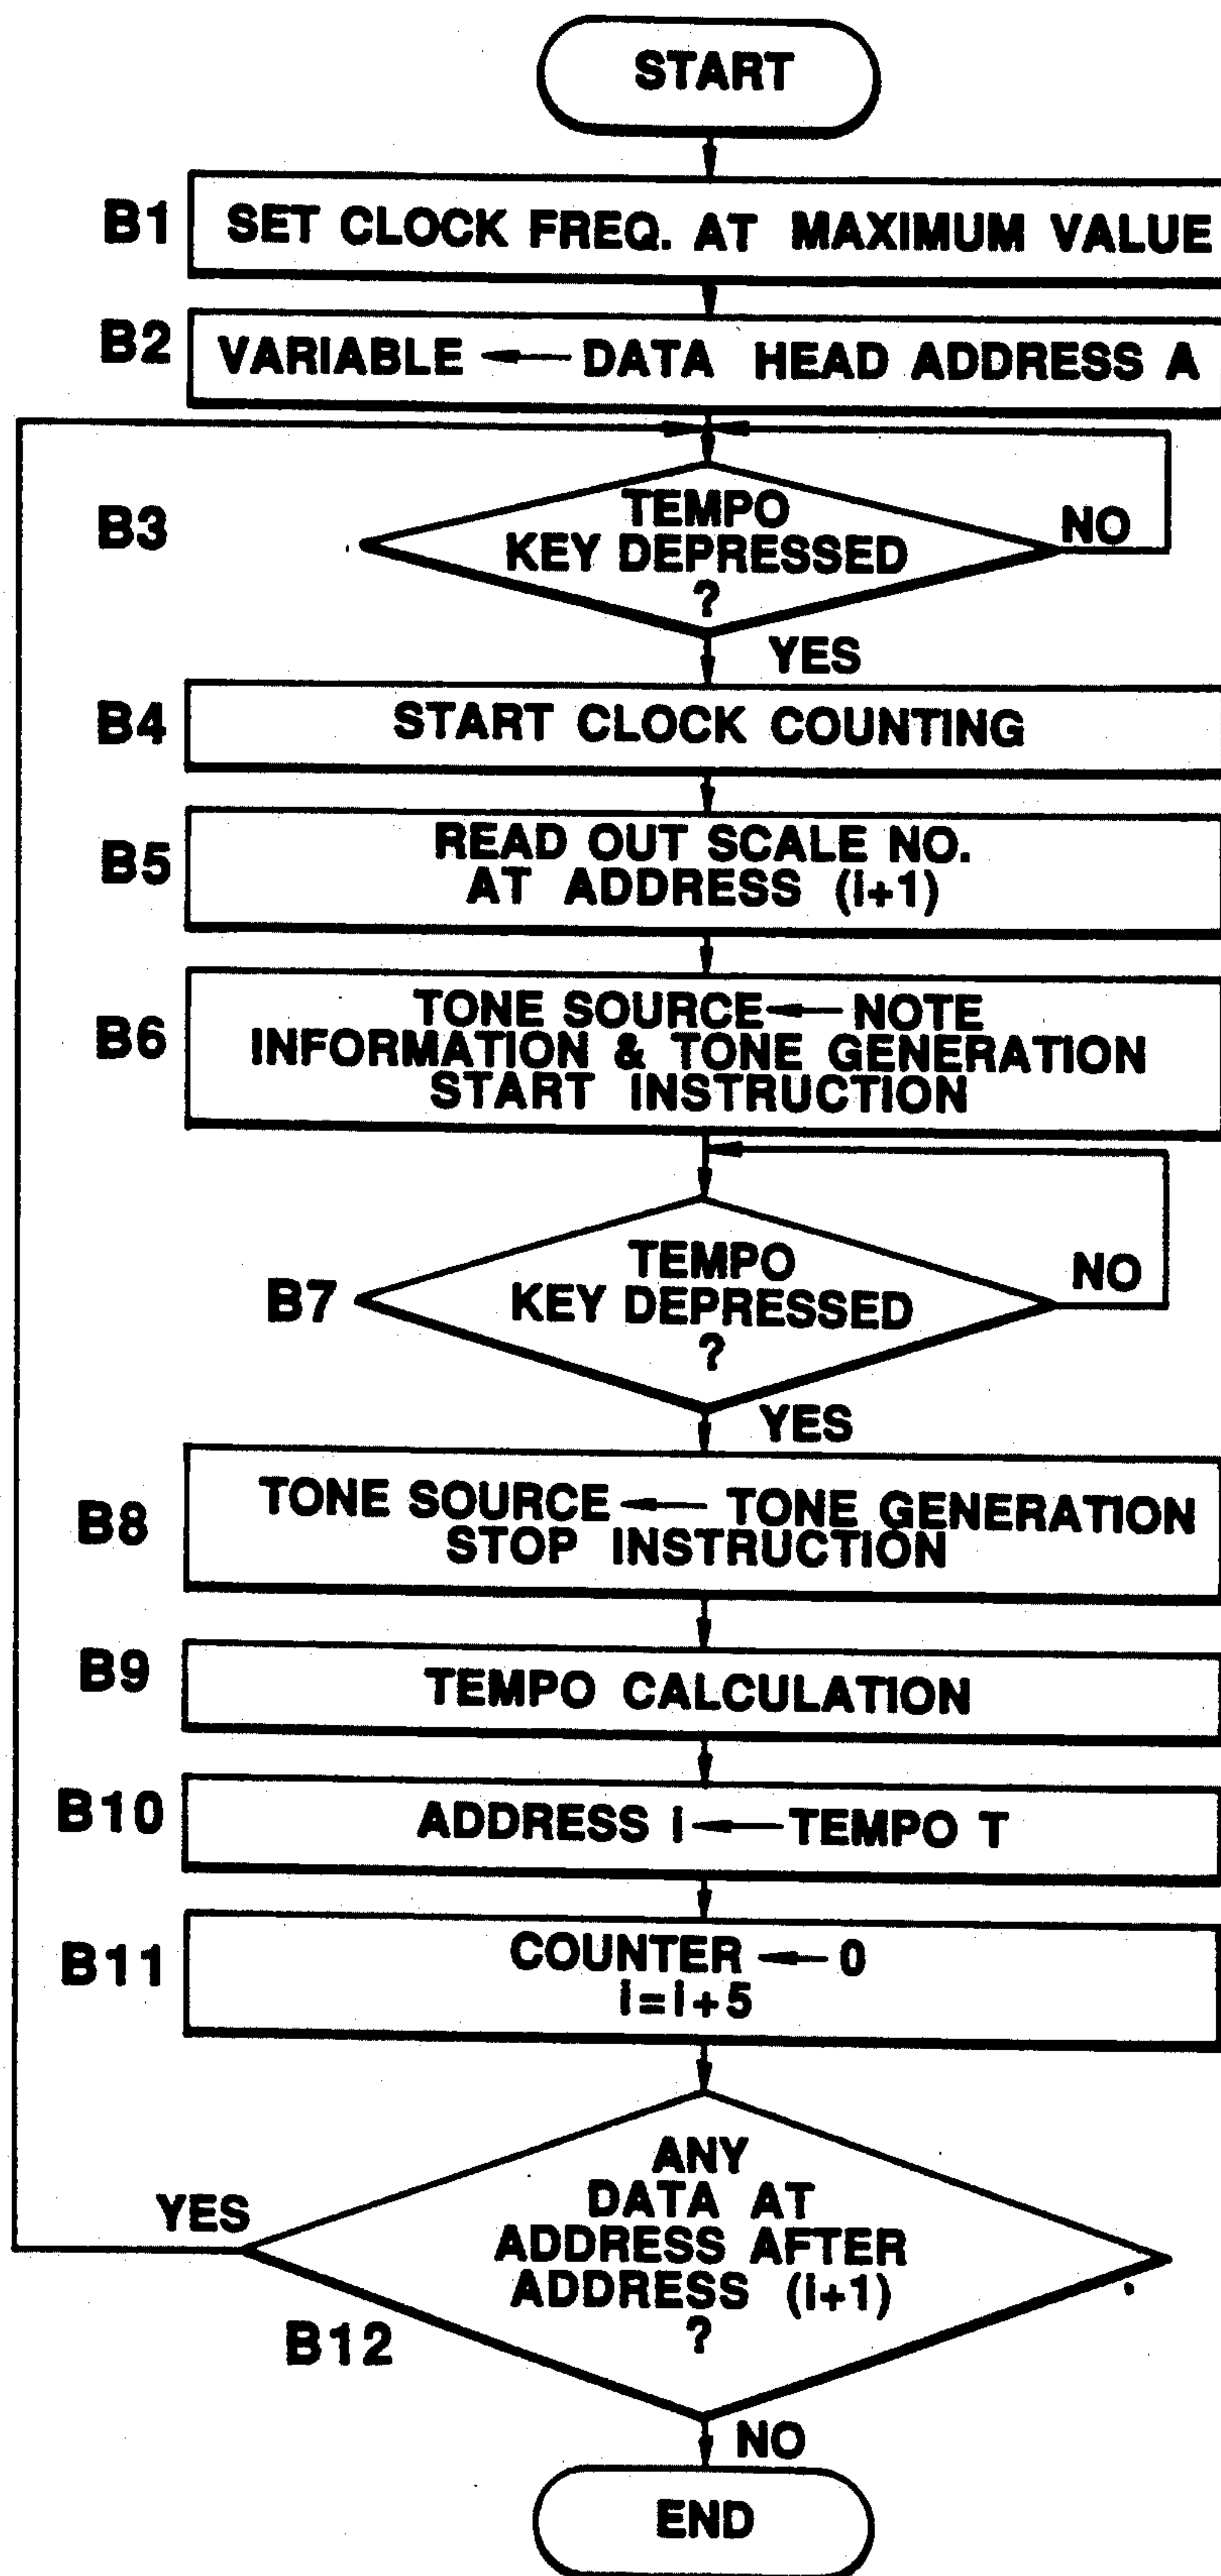 START
B1
SET CLOCK FREQ. AT MAXIMUM VALUE
B2
VARIABLE ← DATA HEAD ADDRESS A
B3
TEMPO
KEY DEPRESSED
?
NO
YES
B4
START CLOCK COUNTING
B5
READ OUT SCALE NO.
AT ADDRESS (i+1)
B6
TONE SOURCE ← NOTE
INFORMATION & TONE GENERATION
START INSTRUCTION
B7
TEMPO
KEY DEPRESSED
?
NO
YES
B8
TONE SOURCE ← TONE GENERATION
STOP INSTRUCTION
B9
TEMPO CALCULATION
B10
ADDRESS i ← TEMPO T
B11
COUNTER ← 0
i=i+5
B12
ANY
DATA AT
ADDRESS AFTER
ADDRESS (i+1)
?
YES
NO
END